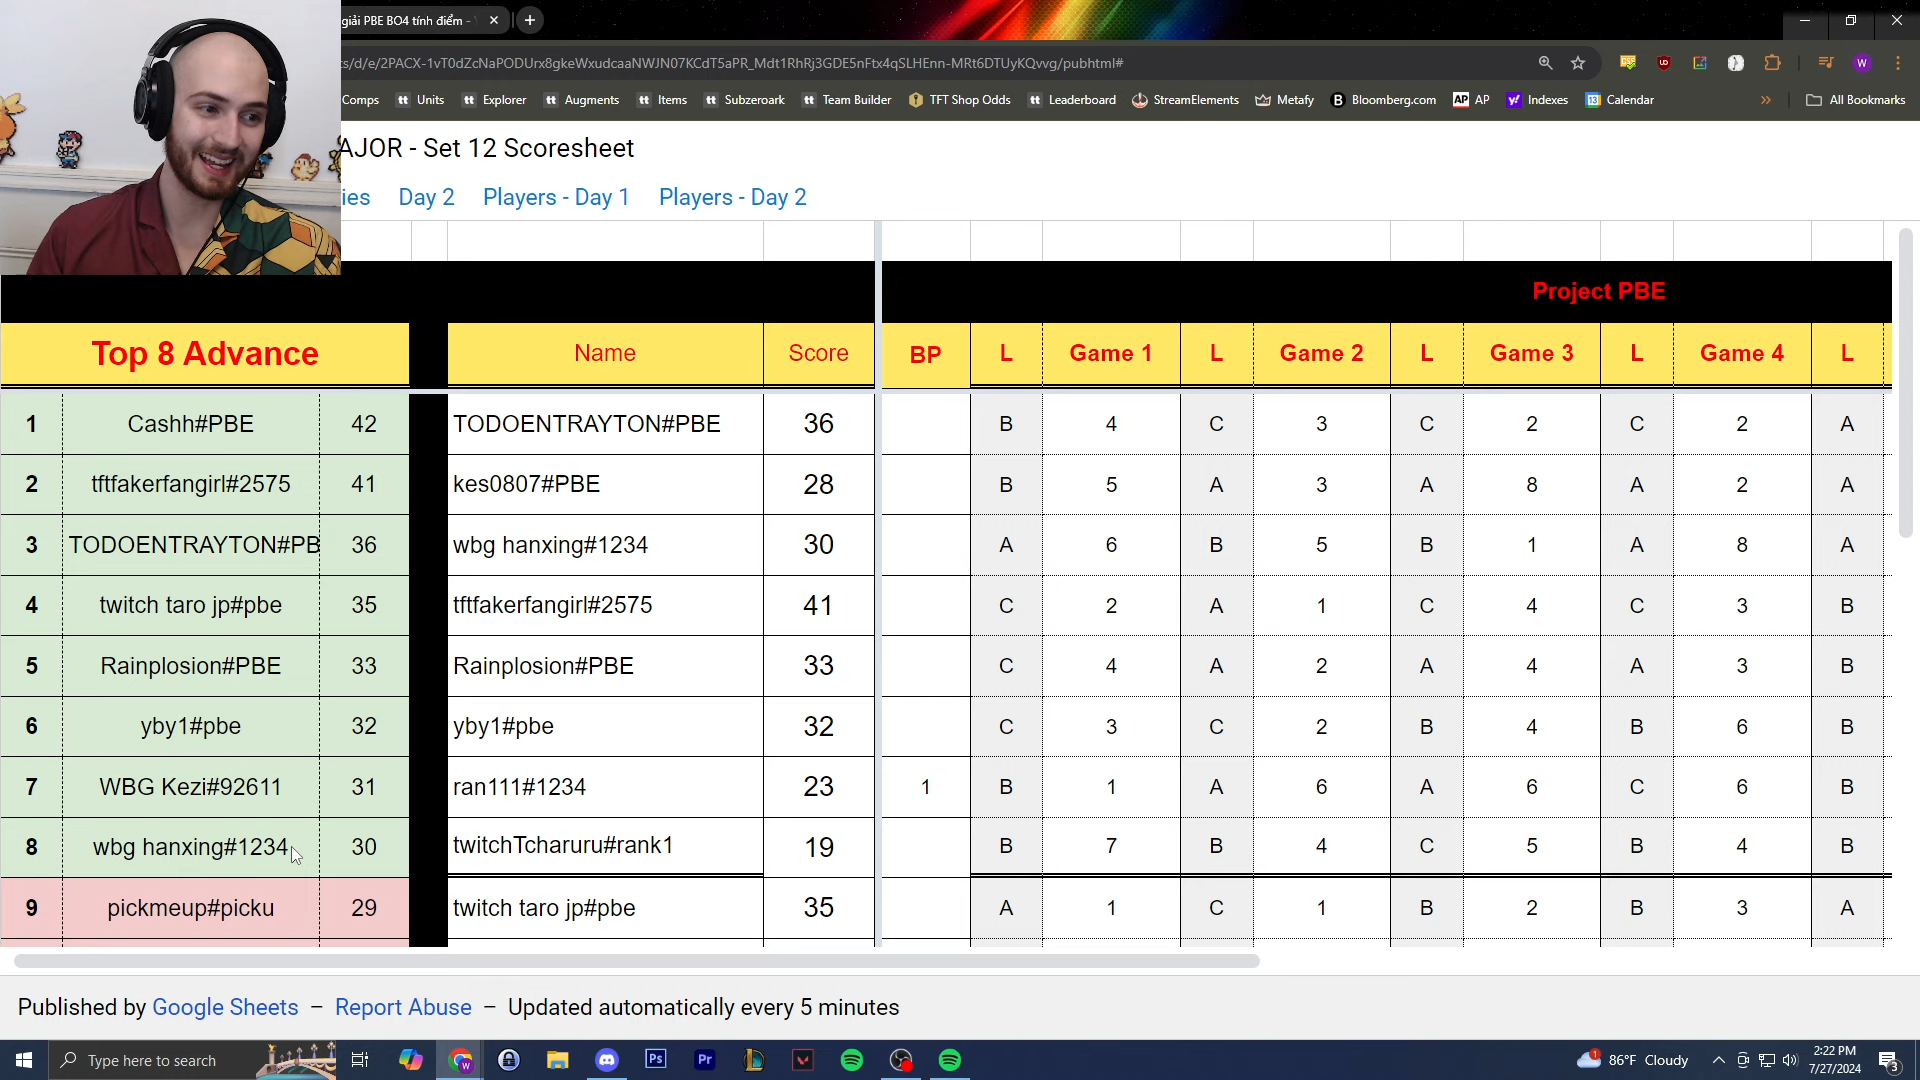 giải PBE BO4 tính điểm -
s/d/e/2PACX-1vT0dZcNaPODUrx8gkeWxudcaaNWJN07KCdT5aPR_Mdt1RhRj3GDE5nFtx4qSLHEnn-MRt6DTUyKQvvg/pubhtml#
Comps Units Explorer Augments Items Subzeroark Team Builder TFT Shop Odds Leaderboard StreamElements Metafy Bloomberg.com AP Indexes Calendar » All Bookmarks
AJOR - Set 12 Scoresheet
ies Day 2 Players - Day 1 Players - Day 2
Project PBE
Top 8 Advance Name Score BP L Game 1 L Game 2 L Game 3 L Game 4 L
1 Cashh#PBE 42 TODOENTRAYTON#PBE 36 B 4 C 3 C 2 C 2 A
2 tftfakerfangirl#2575 41 kes0807#PBE 28 B 5 A 3 A 8 A 2 A
3 TODOENTRAYTON#PB 36 wbg hanxing#1234 30 A 6 B 5 B 1 A 8 A
4 twitch taro jp#pbe 35 tftfakerfangirl#2575 41 C 2 A 1 C 4 C 3 B
5 Rainplosion#PBE 33 Rainplosion#PBE 33 C 4 A 2 A 4 A 3 B
6 yby1#pbe 32 yby1#pbe 32 C 3 C 2 B 4 B 6 B
7 WBG Kezi#92611 31 ran111#1234 23 1 B 1 A 6 A 6 C 6 B
8 wbg hanxing#1234 30 twitchTcharuru#rank1 19 B 7 B 4 C 5 B 4 B
9 pickmeup#picku 29 twitch taro jp#pbe 35 A 1 C 1 B 2 B 3 A
Published by Google Sheets – Report Abuse – Updated automatically every 5 minutes
Type here to search 86°F Cloudy 2:22 PM
7/27/2024